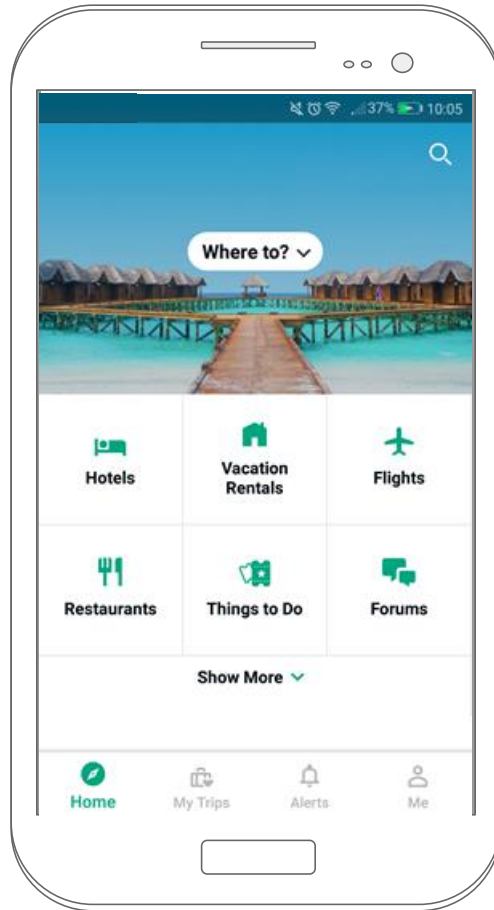 37% 10:05
Where to?
Hotels
Vacation
Rentals
Flights
Restaurants
Things to Do
Forums
Show More
Home
My Trips
Alerts
Me